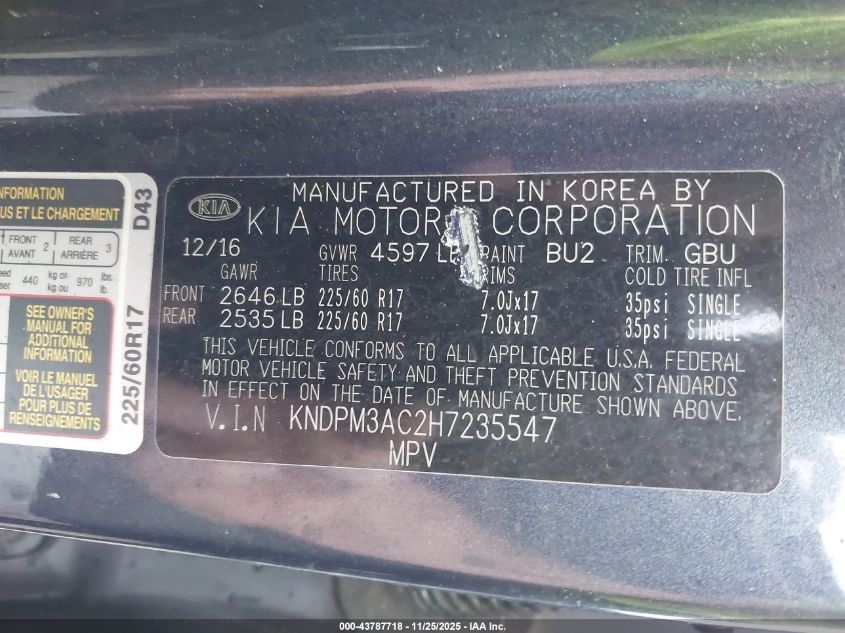 INFORMATION
US ET LE CHARGEMENT
FRONT 2 REAR 3
AVANT ARRIÈRE
440 kg or 970 lbs.
kg ou lb.
SEE OWNER'S
MANUAL FOR
ADDITIONAL
INFORMATION
VOIR LE MANUEL
DE L'USAGER
POUR PLUS DE
RENSEIGNEMENTS
225/60R17 D43
KIA
MANUFACTURED IN KOREA BY
KIA MOTOR CORPORATION
12/16 GVWR 4597 BU2 TRIM. GBU
GAWR TIRES COLD TIRE INFL
FRONT 2646 LB 225/60 R17 7.0Jx17 35psi SINGLE
REAR 2535 LB 225/60 R17 7.0Jx17 35psi SINGLE
THIS VEHICLE CONFORMS TO ALL APPLICABLE U.S.A. FEDERAL
MOTOR VEHICLE SAFETY AND THEFT PREVENTION STANDARDS
IN EFFECT ON THE DATE OF MANUFACTURE SHOWN ABOVE.
V.I.N KNDPM3AC2H7235547
MPV
000-43787718 - 11/25/2025 - IAA Inc.